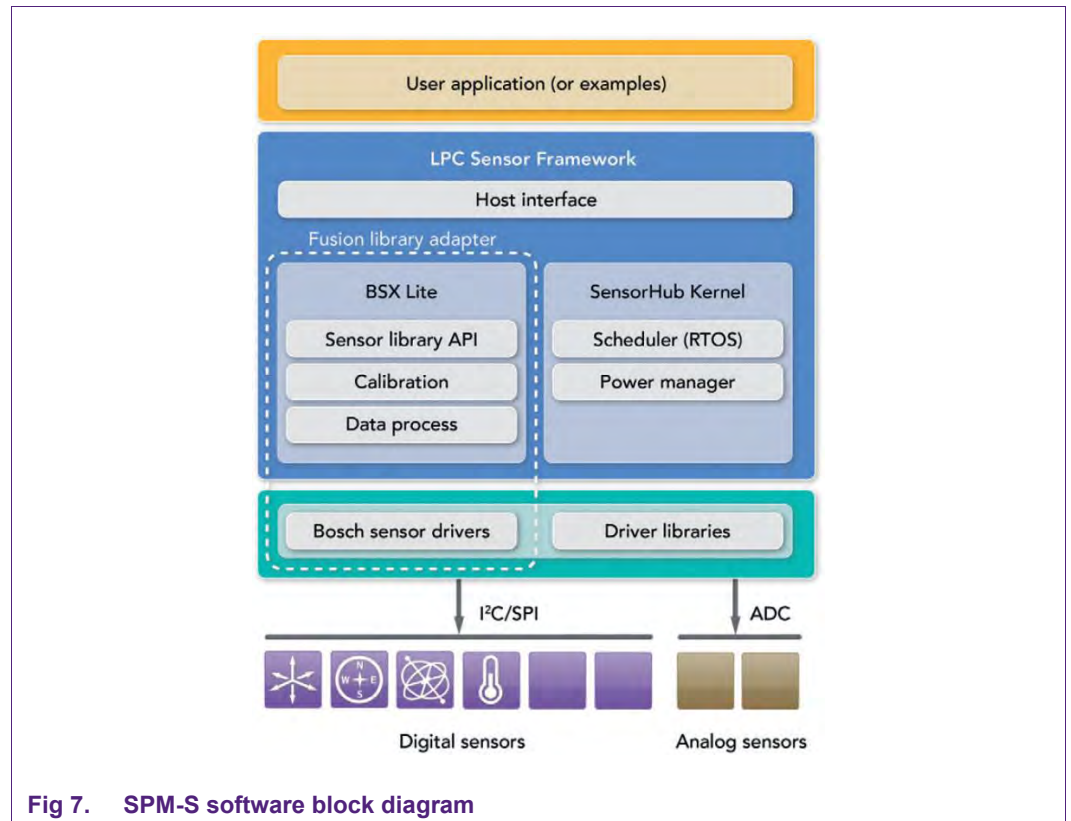 User application (or examples)
LPC Sensor Framework
Host interface
Fusion library adapter
BSX Lite
Sensor library API
Calibration
Data process
SensorHub Kernel
Scheduler (RTOS)
Power manager
Bosch sensor drivers
Driver libraries
I²C/SPI
ADC
N
W E
S
Digital sensors
Analog sensors
Fig 7. SPM-S software block diagram